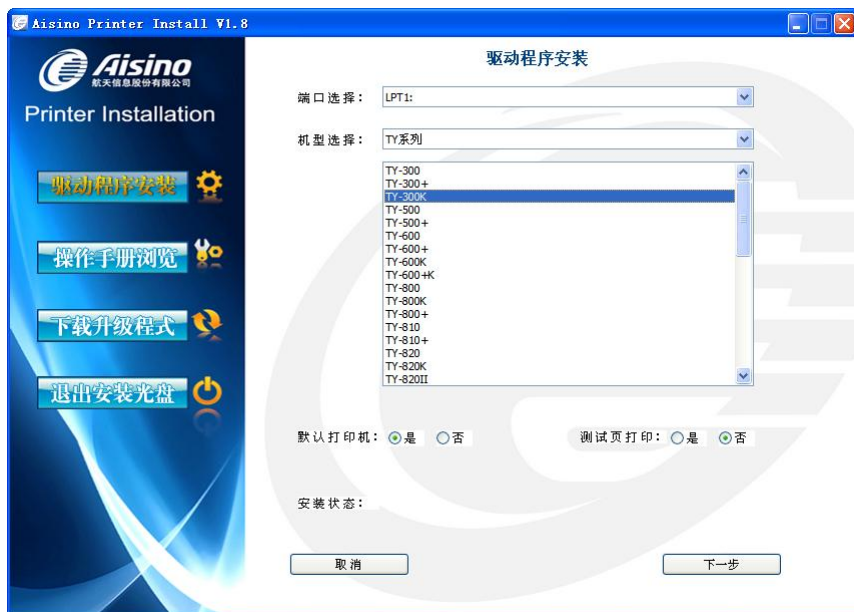 Aisino Printer Install V1.8
Aisino
航天信息股份有限公司
Printer Installation
驱动程序安装
操作手册浏览
下载升级程式
退出安装光盘
驱动程序安装
端口选择： LPT1:
机型选择： TY系列
TY-300
TY-300+
TY-300K
TY-500
TY-500+
TY-600
TY-600+
TY-600K
TY-600+K
TY-800
TY-800K
TY-800+
TY-810
TY-810+
TY-820
TY-820K
TY-820II
默认打印机： 是 否 测试页打印： 是 否
安装状态：
取消 下一步